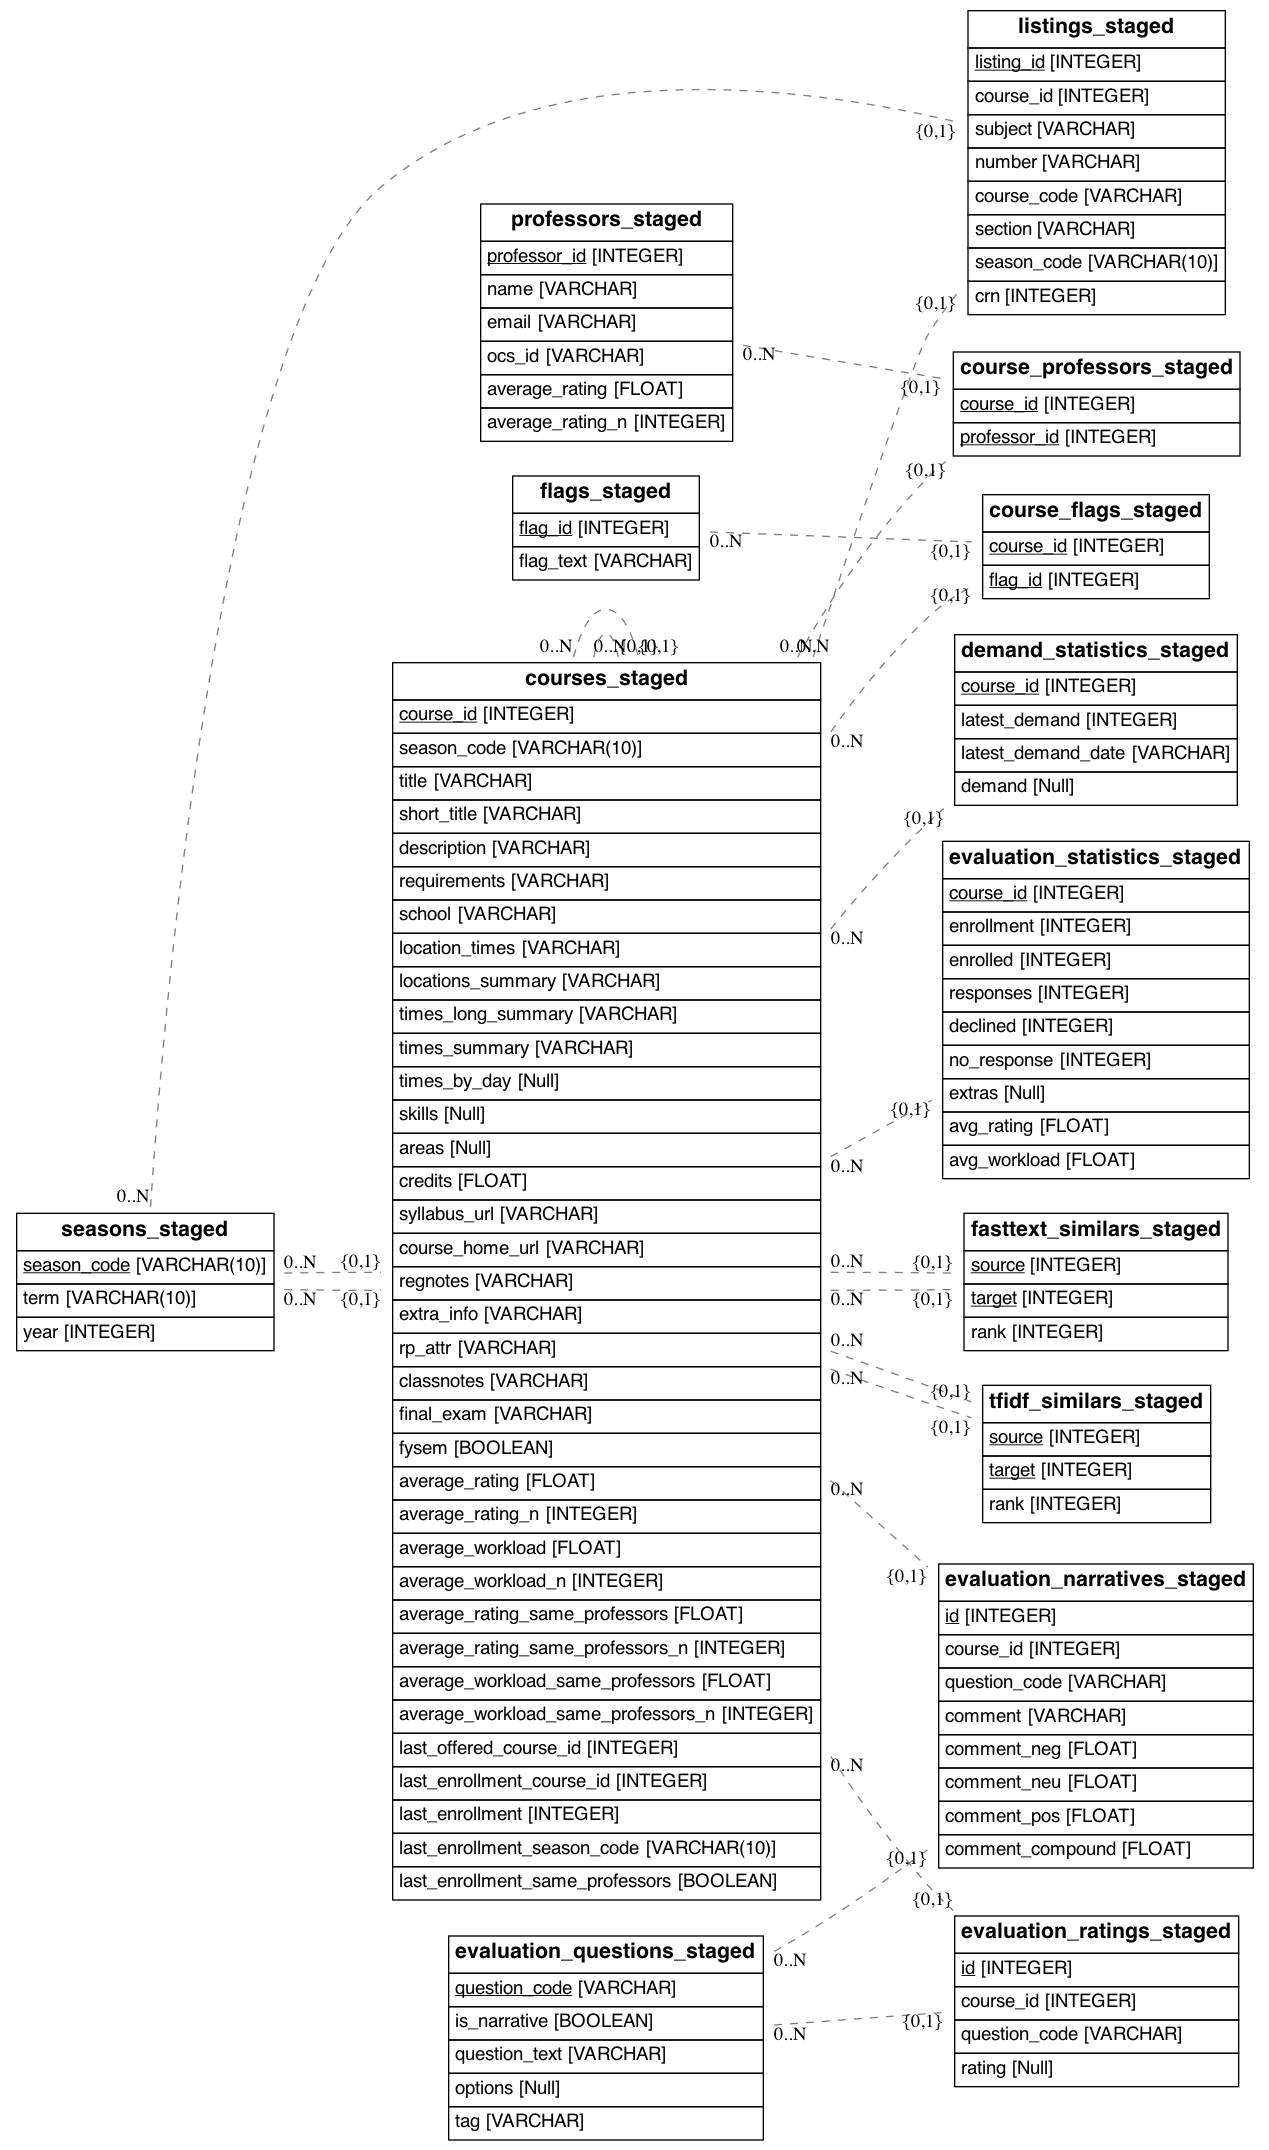 listings_staged
listing_id [INTEGER]
course_id [INTEGER]
subject [VARCHAR]
number [VARCHAR]
course_code [VARCHAR]
section [VARCHAR]
season_code [VARCHAR(10)]
crn [INTEGER]
{0,1}
{0,1}
professors_staged
professor_id [INTEGER]
name [VARCHAR]
email [VARCHAR]
ocs_id [VARCHAR]
average_rating [FLOAT]
average_rating_n [INTEGER]
0..N
{0,1}
course_professors_staged
course_id [INTEGER]
professor_id [INTEGER]
{0,1}
flags_staged
flag_id [INTEGER]
flag_text [VARCHAR]
0..N
{0,1}
course_flags_staged
course_id [INTEGER]
flag_id [INTEGER]
{0,1}
demand_statistics_staged
course_id [INTEGER]
latest_demand [INTEGER]
latest_demand_date [VARCHAR]
demand [Null]
{0,1}
evaluation_statistics_staged
course_id [INTEGER]
enrollment [INTEGER]
enrolled [INTEGER]
responses [INTEGER]
declined [INTEGER]
no_response [INTEGER]
extras [Null]
avg_rating [FLOAT]
avg_workload [FLOAT]
{0,1}
0..N
0..N
{0,1}
{0,1}
0..N
0..N
courses_staged
course_id [INTEGER]
season_code [VARCHAR(10)]
title [VARCHAR]
short_title [VARCHAR]
description [VARCHAR]
requirements [VARCHAR]
school [VARCHAR]
location_times [VARCHAR]
locations_summary [VARCHAR]
times_long_summary [VARCHAR]
times_summary [VARCHAR]
times_by_day [Null]
skills [Null]
areas [Null]
credits [FLOAT]
syllabus_url [VARCHAR]
course_home_url [VARCHAR]
regnotes [VARCHAR]
extra_info [VARCHAR]
rp_attr [VARCHAR]
classnotes [VARCHAR]
final_exam [VARCHAR]
fysem [BOOLEAN]
average_rating [FLOAT]
average_rating_n [INTEGER]
average_workload [FLOAT]
average_workload_n [INTEGER]
average_rating_same_professors [FLOAT]
average_rating_same_professors_n [INTEGER]
average_workload_same_professors [FLOAT]
average_workload_same_professors_n [INTEGER]
last_offered_course_id [INTEGER]
last_enrollment_course_id [INTEGER]
last_enrollment [INTEGER]
last_enrollment_season_code [VARCHAR(10)]
last_enrollment_same_professors [BOOLEAN]
0..N
0..N
0..N
0..N
seasons_staged
season_code [VARCHAR(10)]
term [VARCHAR(10)]
year [INTEGER]
0..N
{0,1}
0..N
{0,1}
0..N
{0,1}
0..N
{0,1}
fasttext_similars_staged
source [INTEGER]
target [INTEGER]
rank [INTEGER]
0..N
0..N
{0,1}
{0,1}
tfidf_similars_staged
source [INTEGER]
target [INTEGER]
rank [INTEGER]
0..N
{0,1}
evaluation_narratives_staged
id [INTEGER]
course_id [INTEGER]
question_code [VARCHAR]
comment [VARCHAR]
comment_neg [FLOAT]
comment_neu [FLOAT]
comment_pos [FLOAT]
comment_compound [FLOAT]
0..N
{0,1}
{0,1}
evaluation_questions_staged
question_code [VARCHAR]
is_narrative [BOOLEAN]
question_text [VARCHAR]
options [Null]
tag [VARCHAR]
0..N
0..N
{0,1}
evaluation_ratings_staged
id [INTEGER]
course_id [INTEGER]
question_code [VARCHAR]
rating [Null]